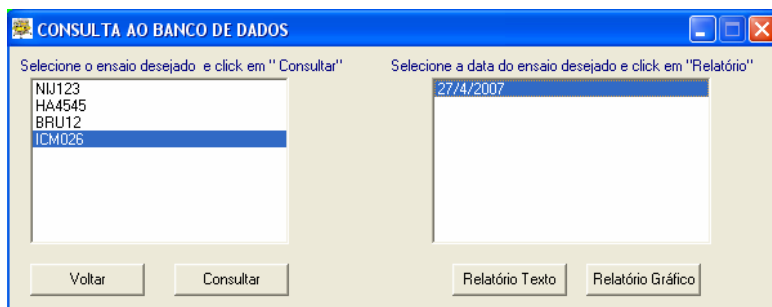 CONSULTA AO BANCO DE DADOS
Selecione o ensaio desejado e click em " Consultar"
NIJ123
HA4545
BRU12
ICM026
Selecione a data do ensaio desejado e click em "Relatório"
27/4/2007
Voltar
Consultar
Relatório Texto
Relatório Gráfico